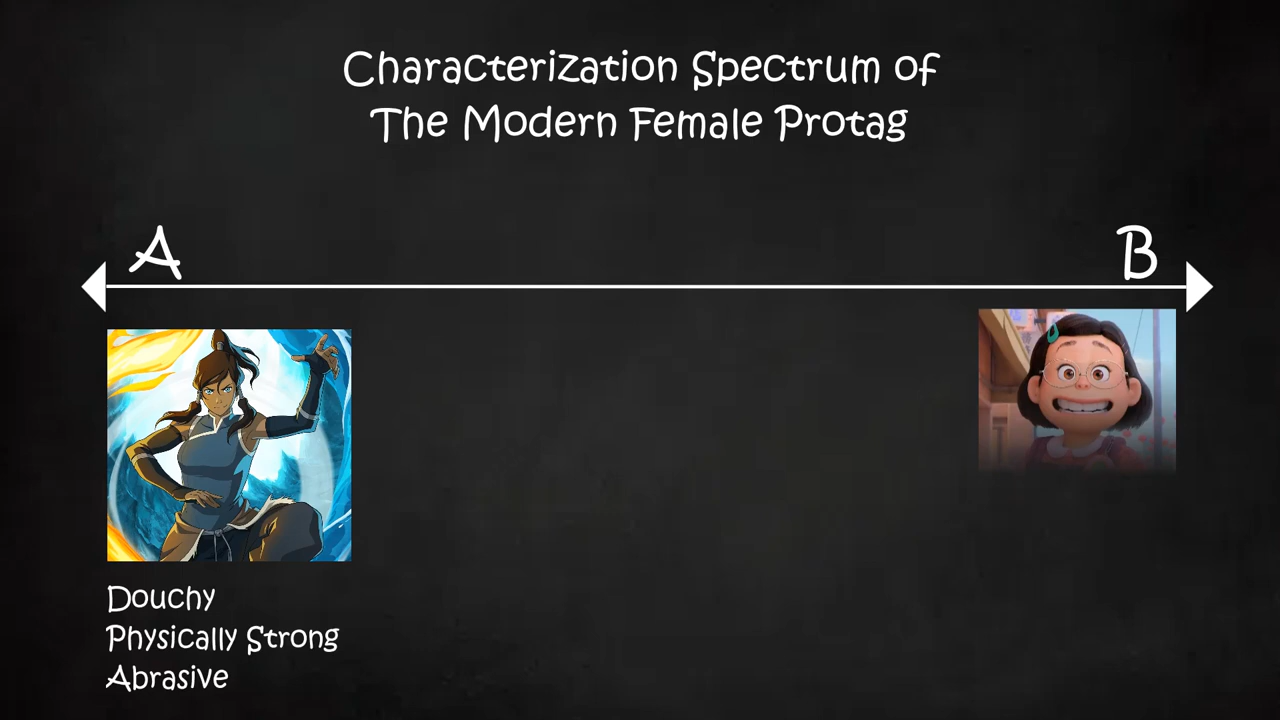 Characterization Spectrum of
The Modern Female Protag
A
B
Douchy
Physically Strong
Abrasive